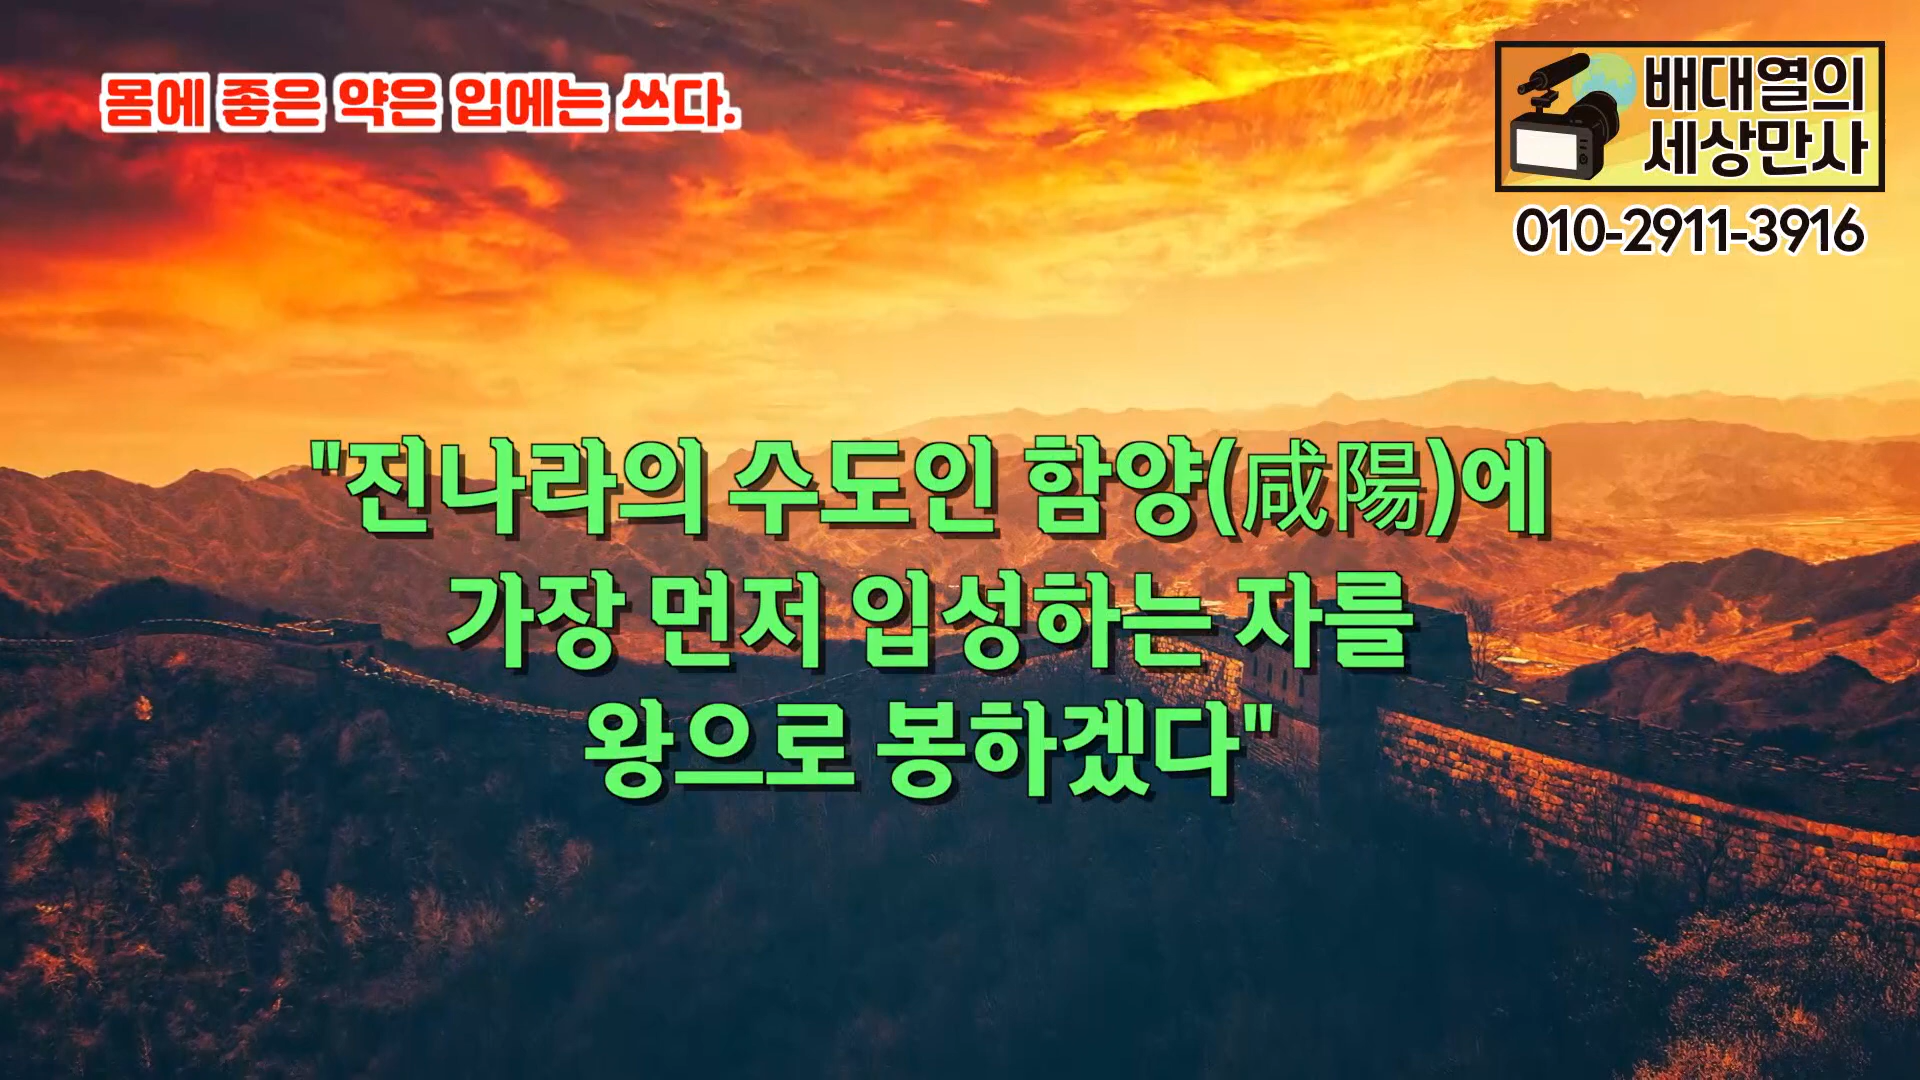 몸에 좋은 약은 입에는 쓰다.
배대열의
세상만사
010-2911-3916
"진나라의 수도인 함양(咸陽)에
가장 먼저 입성하는 자를
왕으로 봉하겠다"